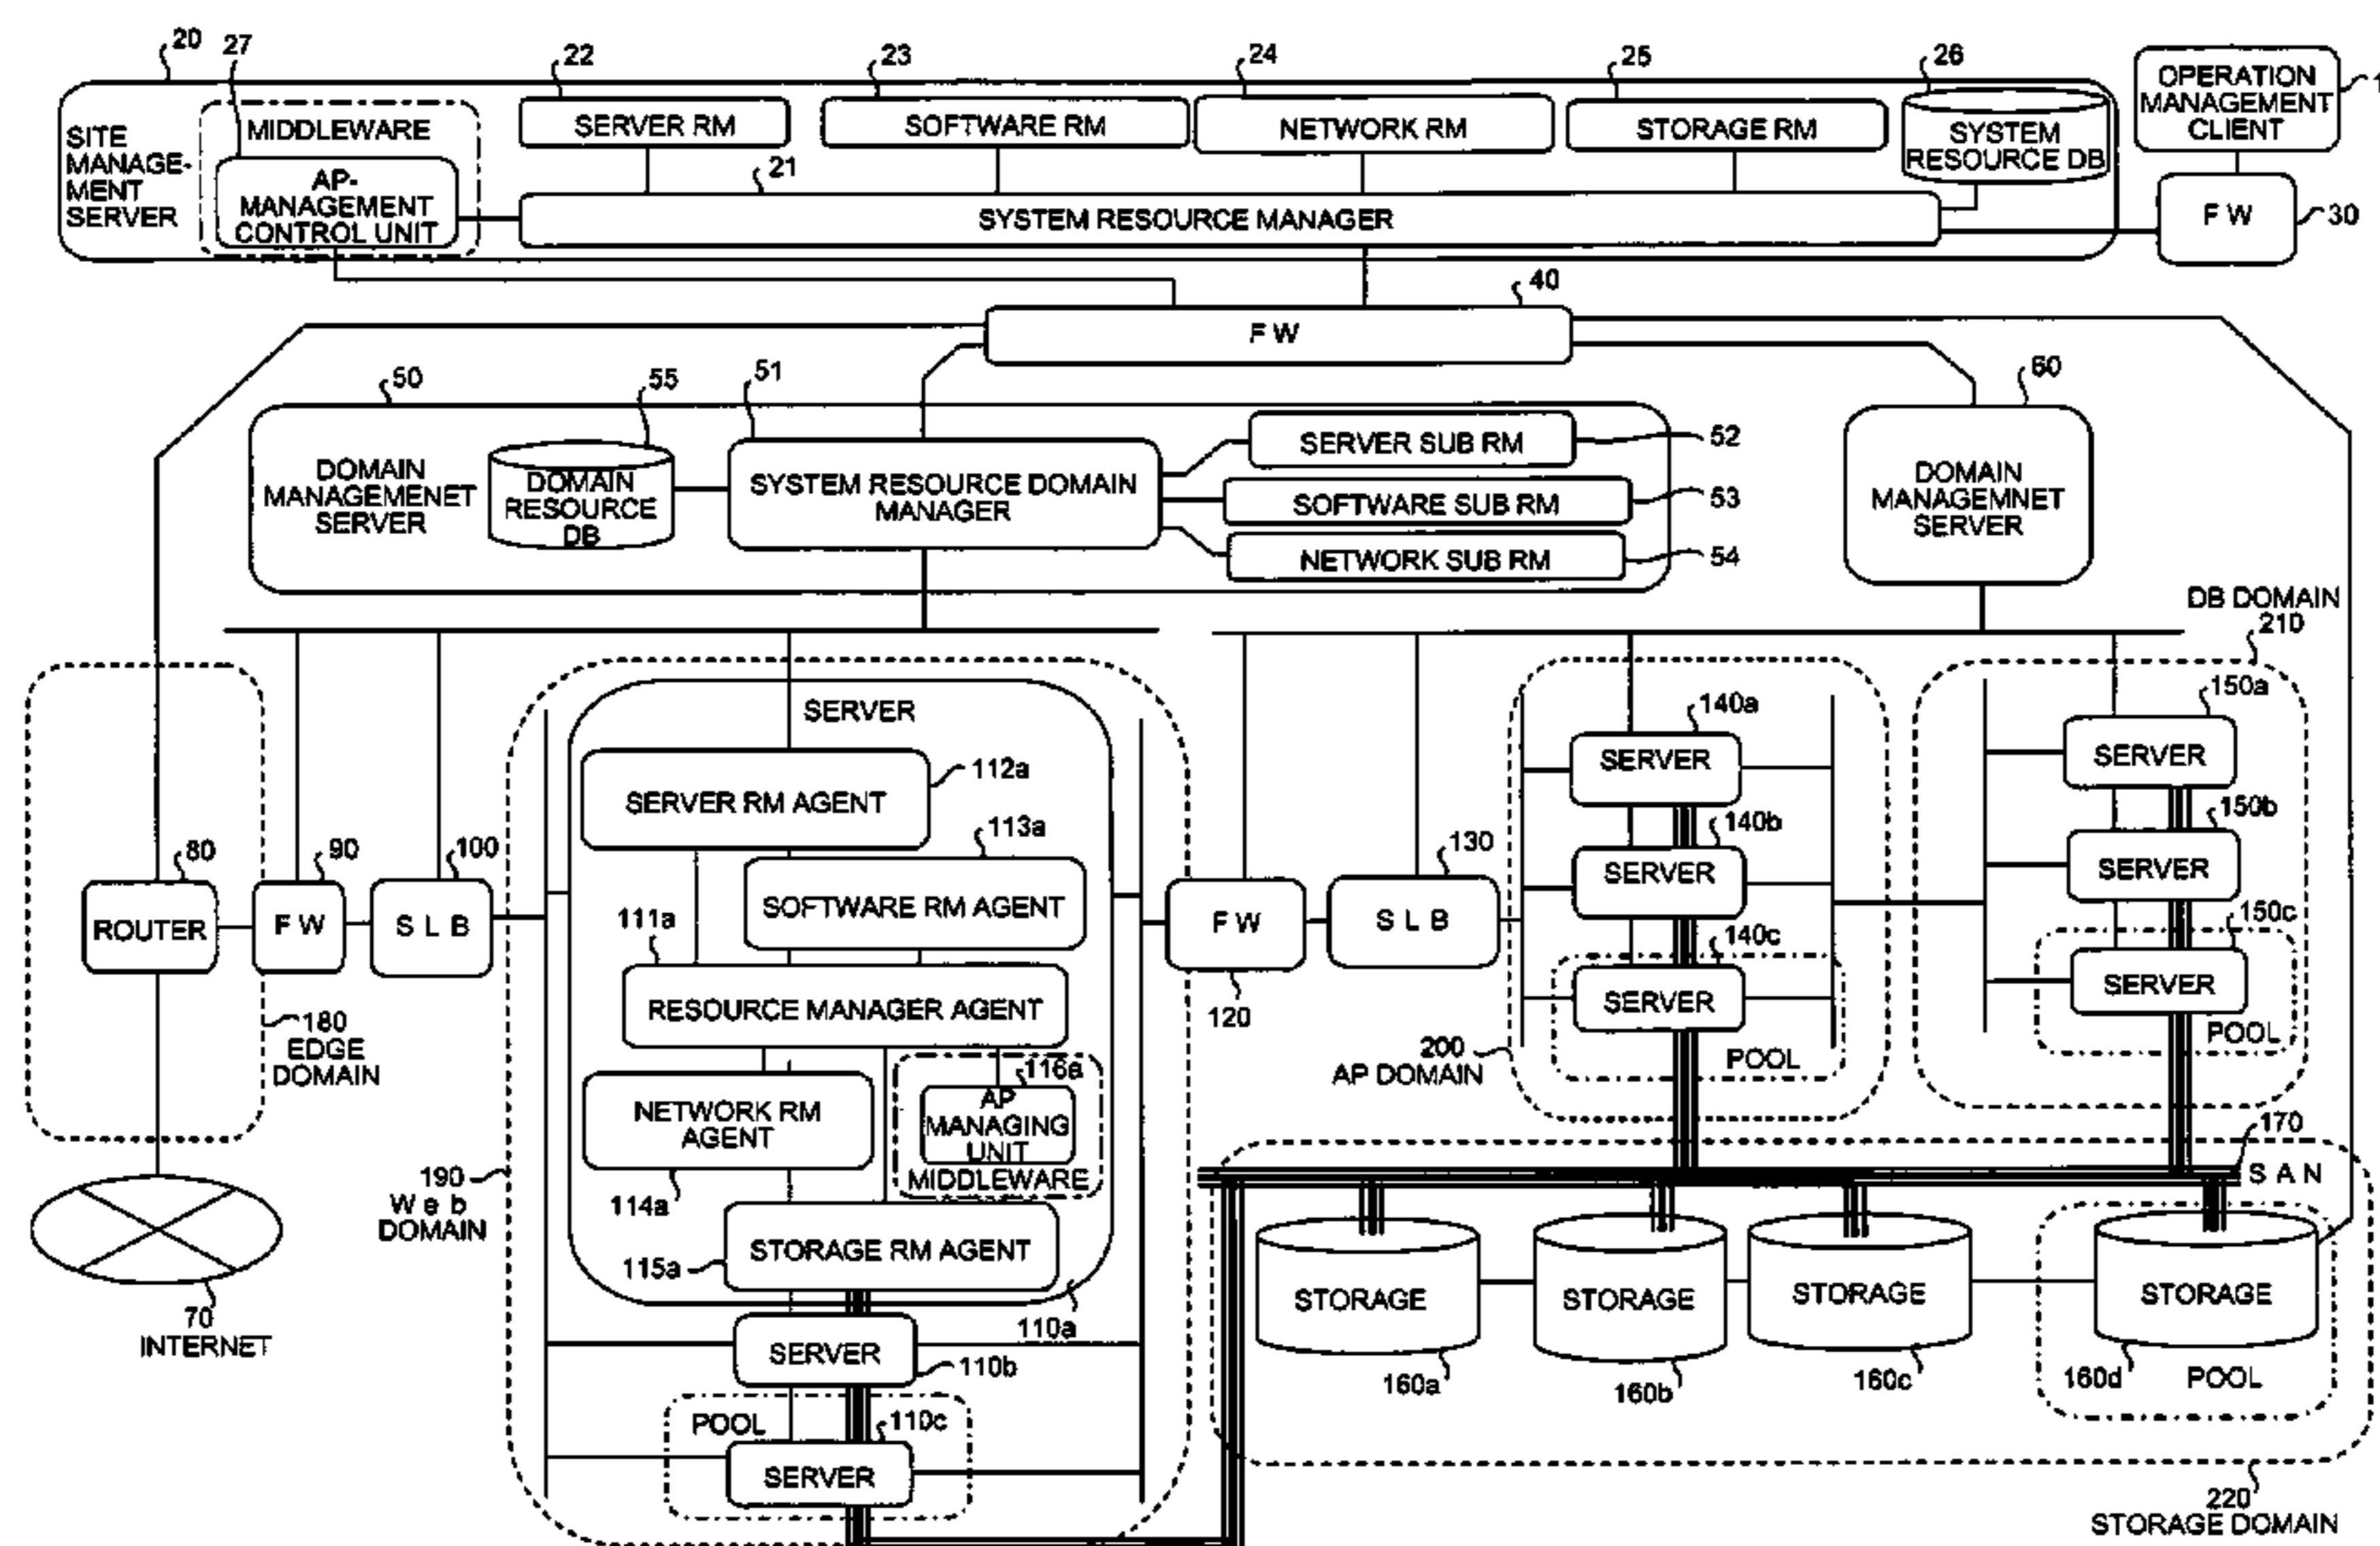 20
27
22
23
24
25
26
OPERATION
MANAGEMENT
CLIENT
SITE
MANAGE-
MENT
SERVER
MIDDLEWARE
AP-
MANAGEMENT
CONTROL UNIT
SERVER RM
SOFTWARE RM
NETWORK RM
STORAGE RM
SYSTEM
RESOURCE DB
21
SYSTEM RESOURCE MANAGER
F W
30
40
F W
50
55
51
60
DOMAIN
MANAGEMENET
SERVER
DOMAIN
RESOURCE
DB
SYSTEM RESOURCE DOMAIN
MANAGER
SERVER SUB RM
52
SOFTWARE SUB RM
53
NETWORK SUB RM
54
DOMAIN
MANAGEMNET
SERVER
DB DOMAIN
210
SERVER
SERVER RM AGENT
112a
113a
SOFTWARE RM AGENT
111a
RESOURCE MANAGER AGENT
NETWORK RM
AGENT
114a
116a
AP
MANAGING
UNIT
MIDDLEWARE
115a
STORAGE RM AGENT
110a
SERVER
110b
POOL
110c
SERVER
190
W e b
DOMAIN
80
ROUTER
90
F W
100
S L B
180
EDGE
DOMAIN
70
INTERNET
F W
120
130
S L B
140a
SERVER
140b
SERVER
140c
SERVER
POOL
200
AP DOMAIN
150a
SERVER
150b
SERVER
150c
SERVER
POOL
170
S A N
STORAGE
160a
STORAGE
160b
STORAGE
160c
STORAGE
160d
POOL
220
STORAGE DOMAIN